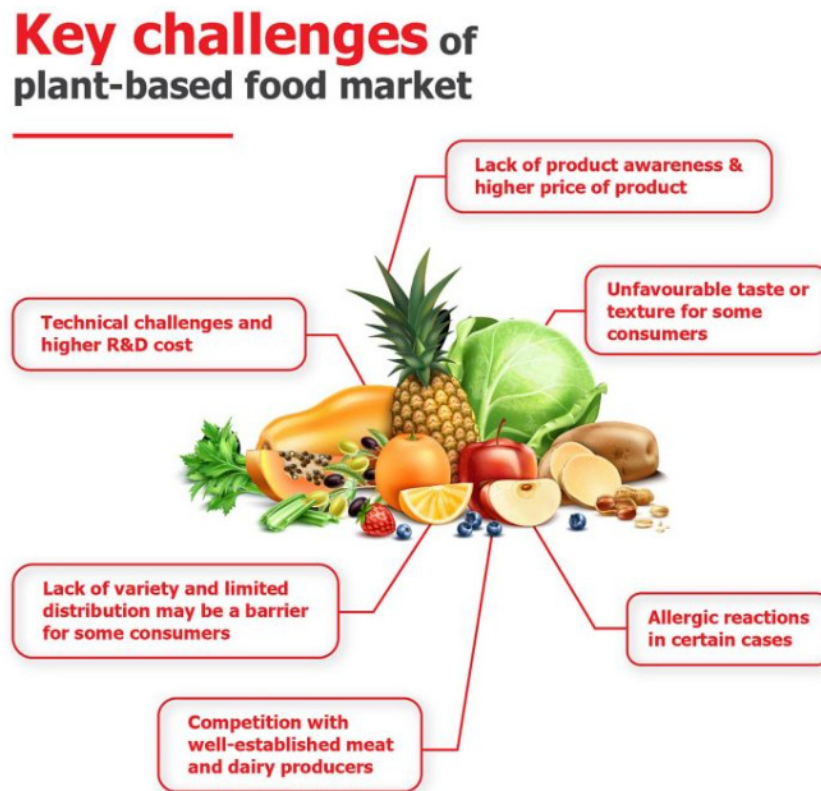 Key challenges of
plant-based food market
Lack of product awareness &
higher price of product
Unfavourable taste or
texture for some
consumers
Technical challenges and
higher R&D cost
Lack of variety and limited
distribution may be a barrier
for some consumers
Allergic reactions
in certain cases
Competition with
well-established meat
and dairy producers